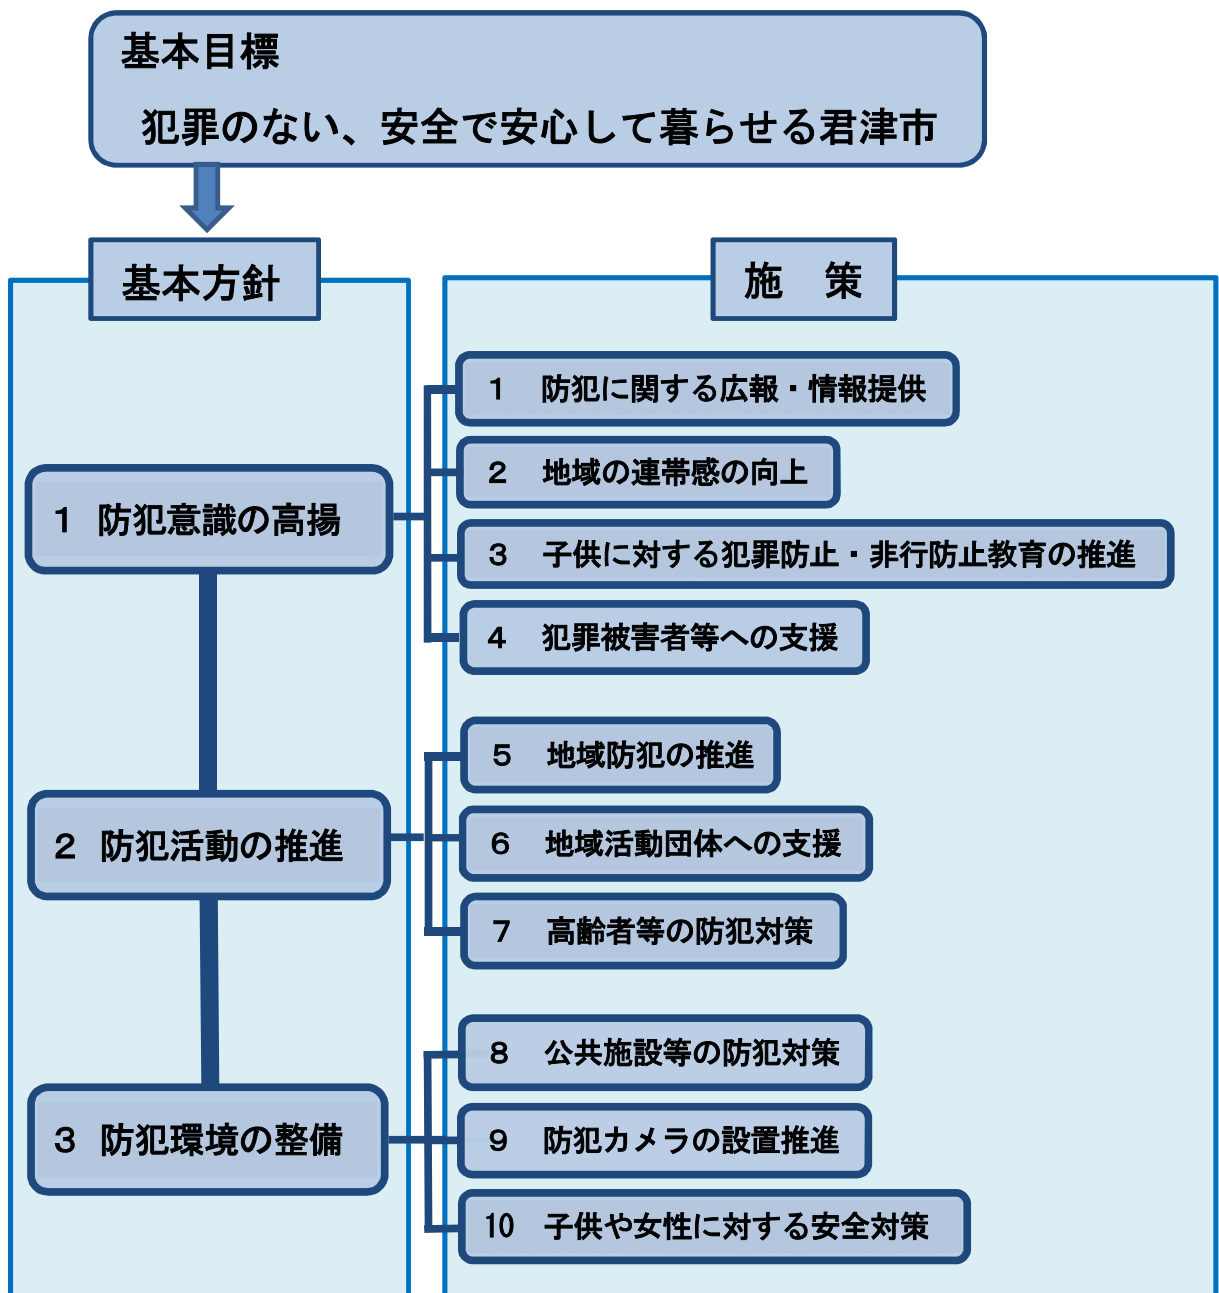 基本目標
犯罪のない、安全で安心して暮らせる君津市
基本方針
施　策
１　防犯意識の高揚
１　防犯に関する広報・情報提供
２　地域の連帯感の向上
３　子供に対する犯罪防止・非行防止教育の推進
４　犯罪被害者等への支援
２　防犯活動の推進
５　地域防犯の推進
６　地域活動団体への支援
７　高齢者等の防犯対策
３　防犯環境の整備
８　公共施設等の防犯対策
９　防犯カメラの設置推進
10　子供や女性に対する安全対策